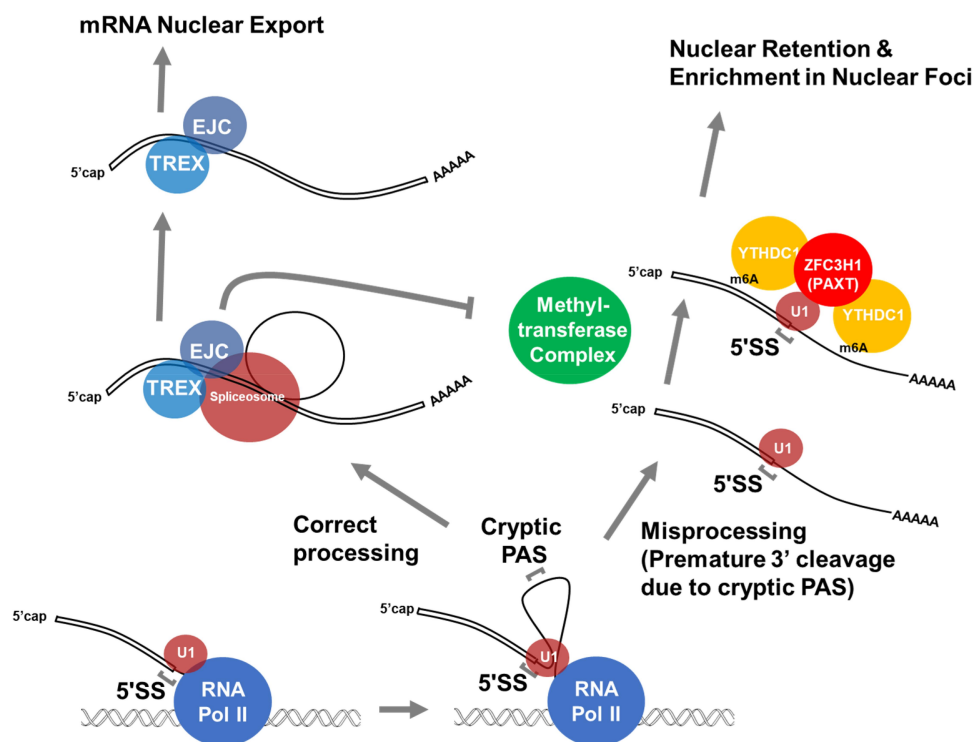 mRNA Nuclear Export
EJC
TREX
5'cap
AAAAA
Nuclear Retention &
Enrichment in Nuclear Foci
YTHDC1
ZFC3H1
(PAXT)
m6A
5'cap
U1
YTHDC1
5'SS
m6A
AAAAA
Methyl-
transferase
Complex
EJC
TREX
Spliceosome
5'cap
AAAAA
5'cap
U1
5'SS
AAAAA
Correct
processing
Cryptic
PAS
Misprocessing
(Premature 3' cleavage
due to cryptic PAS)
5'cap
U1
5'SS
RNA
Pol II
5'cap
U1
5'SS
RNA
Pol II